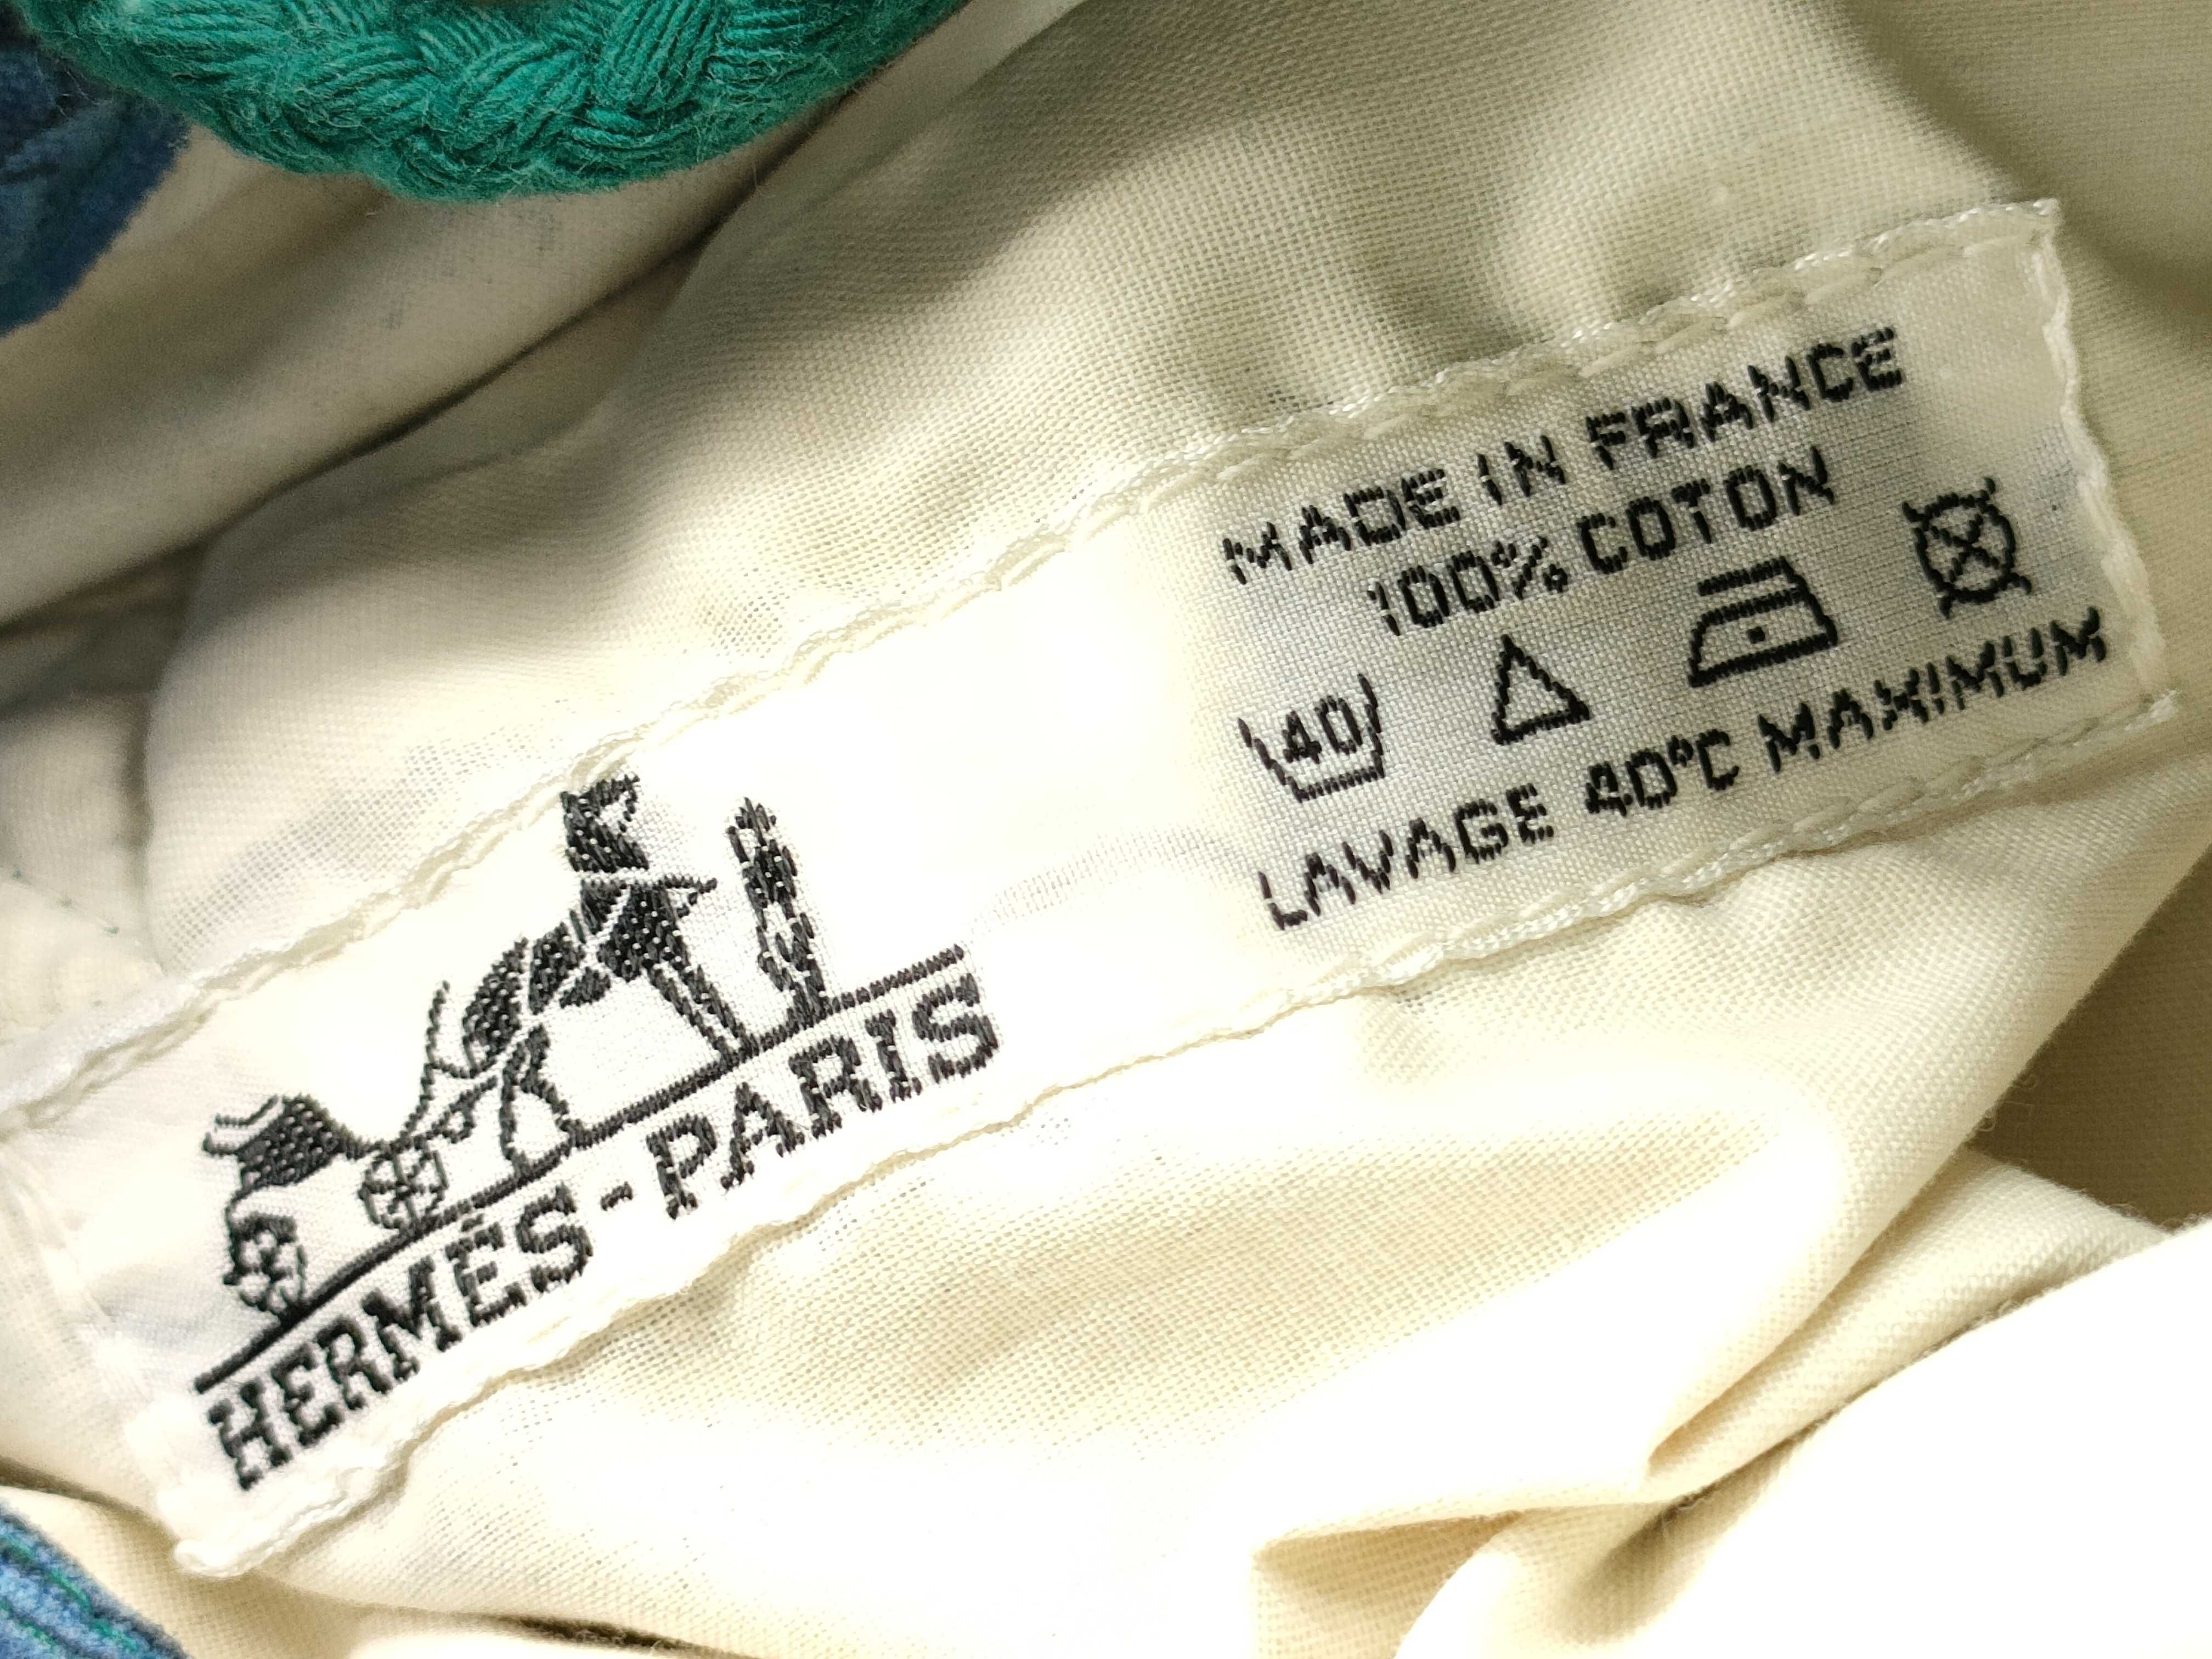 HERMÈS-PARIS
MADE IN FRANCE
100% COTON
40
LAVAGE 40°C MAXIMUM